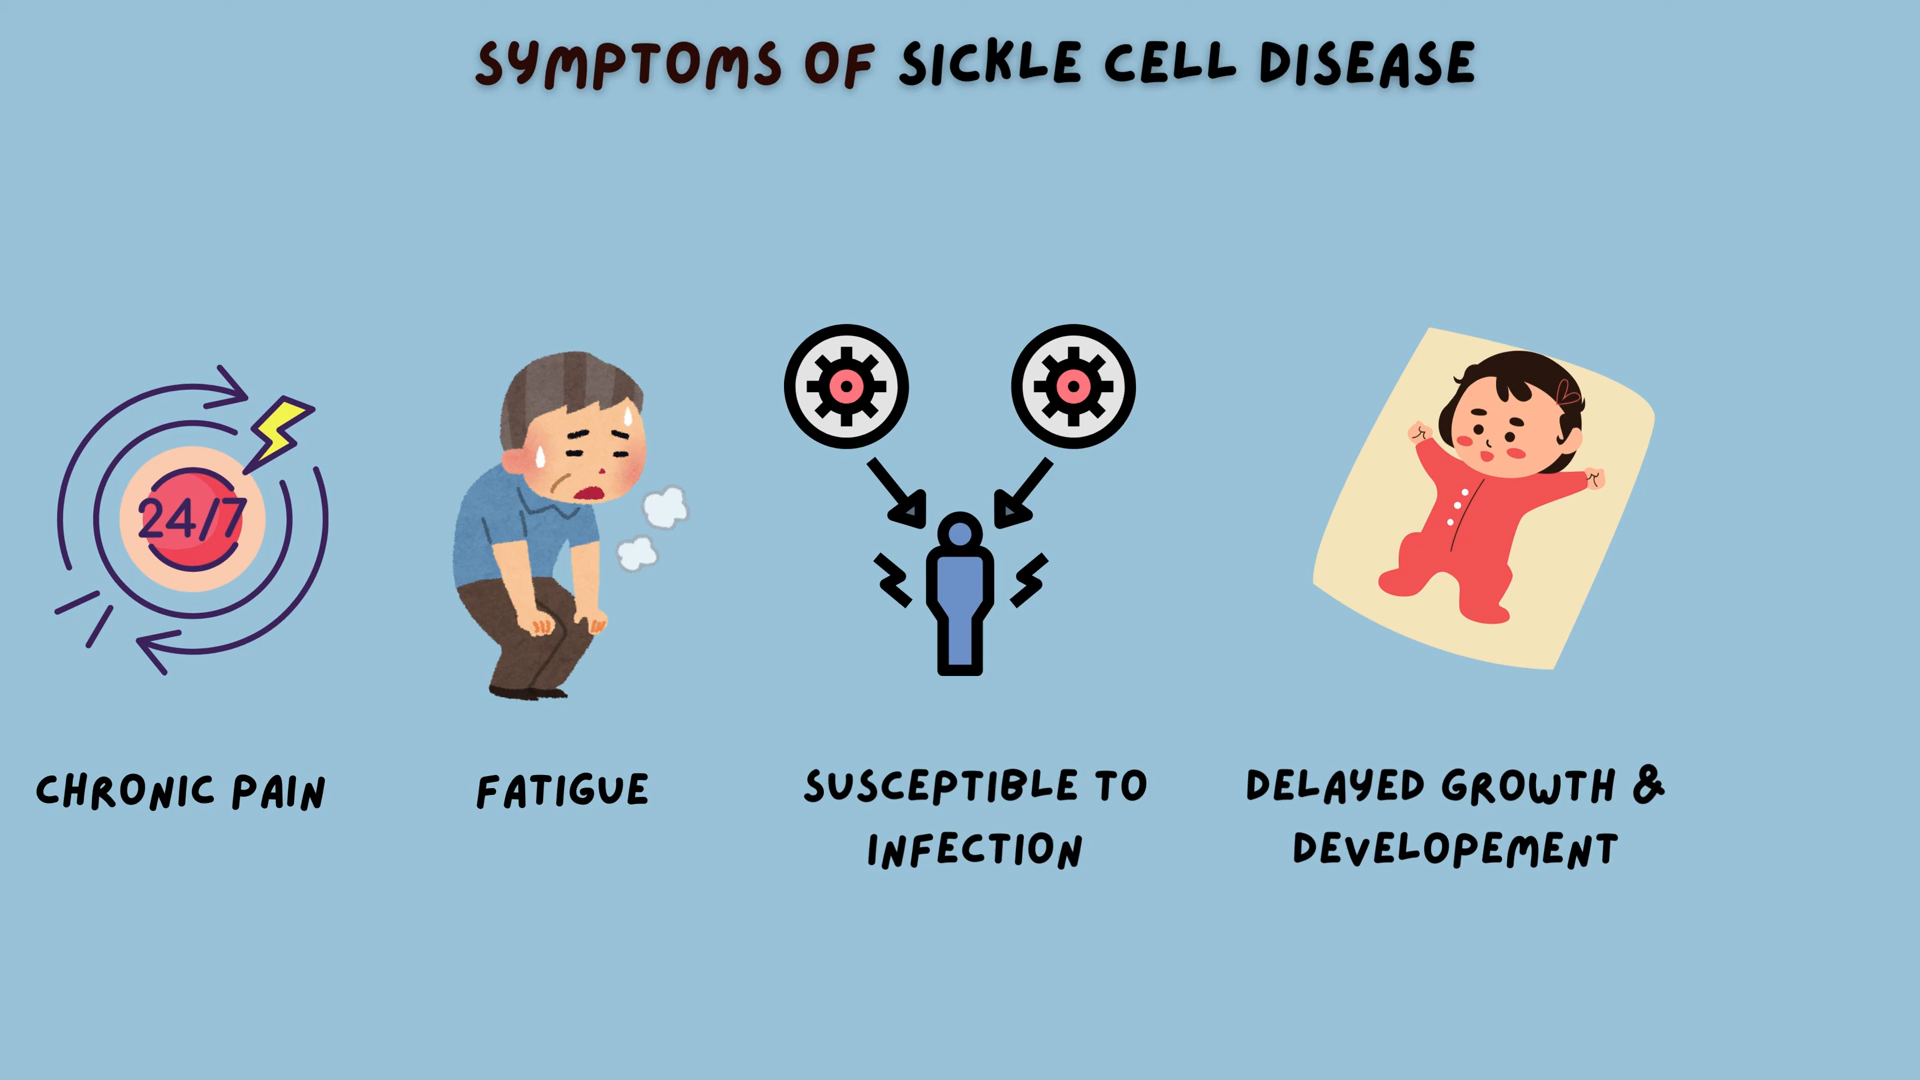 SYMPTOMS OF SICKLE CELL DISEASE
24/7
CHRONIC PAIN
FATIGUE
SUSCEPTIBLE TO
INFECTION
DELAYED GROWTH &
DEVELOPEMENT